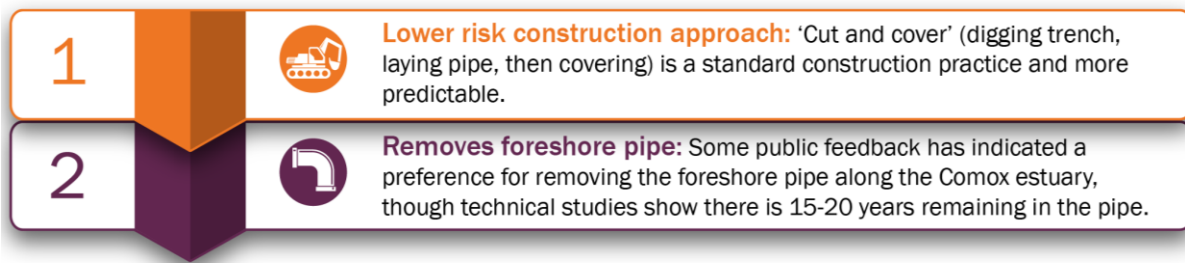 1
Lower risk construction approach: ‘Cut and cover’ (digging trench,
laying pipe, then covering) is a standard construction practice and more
predictable.
2
Removes foreshore pipe: Some public feedback has indicated a
preference for removing the foreshore pipe along the Comox estuary,
though technical studies show there is 15-20 years remaining in the pipe.